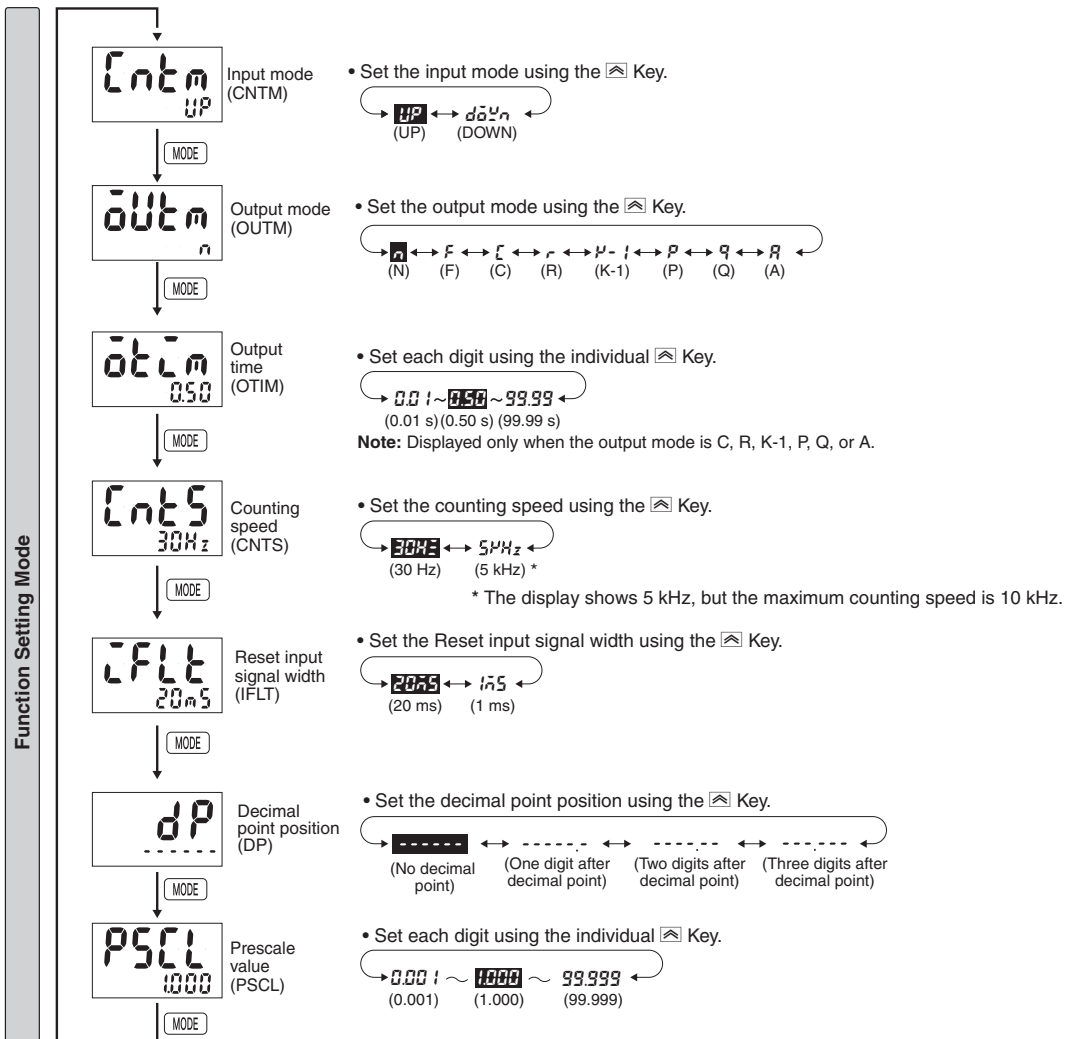 Function Setting Mode
Cntm
UP
Input mode
(CNTM)
• Set the input mode using the Key.
UP doWn
(UP) (DOWN)
MODE
oUtm
n
Output mode
(OUTM)
• Set the output mode using the Key.
n F C r K-1 P q A
(N) (F) (C) (R) (K-1) (P) (Q) (A)
MODE
otim
0.50
Output
time
(OTIM)
• Set each digit using the individual Key.
0.01~0.50~99.99
(0.01 s) (0.50 s) (99.99 s)
Note: Displayed only when the output mode is C, R, K-1, P, Q, or A.
MODE
CntS
30Hz
Counting
speed
(CNTS)
• Set the counting speed using the Key.
30Hz 5KHz
(30 Hz) (5 kHz) *
* The display shows 5 kHz, but the maximum counting speed is 10 kHz.
MODE
iFLt
20mS
Reset input
signal width
(IFLT)
• Set the Reset input signal width using the Key.
20mS 1mS
(20 ms) (1 ms)
MODE
dP
------
Decimal
point position
(DP)
• Set the decimal point position using the Key.
------ -----.- ----.-- ---.---
(No decimal point) (One digit after decimal point) (Two digits after decimal point) (Three digits after decimal point)
MODE
PSCL
1.000
Prescale
value
(PSCL)
• Set each digit using the individual Key.
0.001 ~ 1.000 ~ 99.999
(0.001) (1.000) (99.999)
MODE